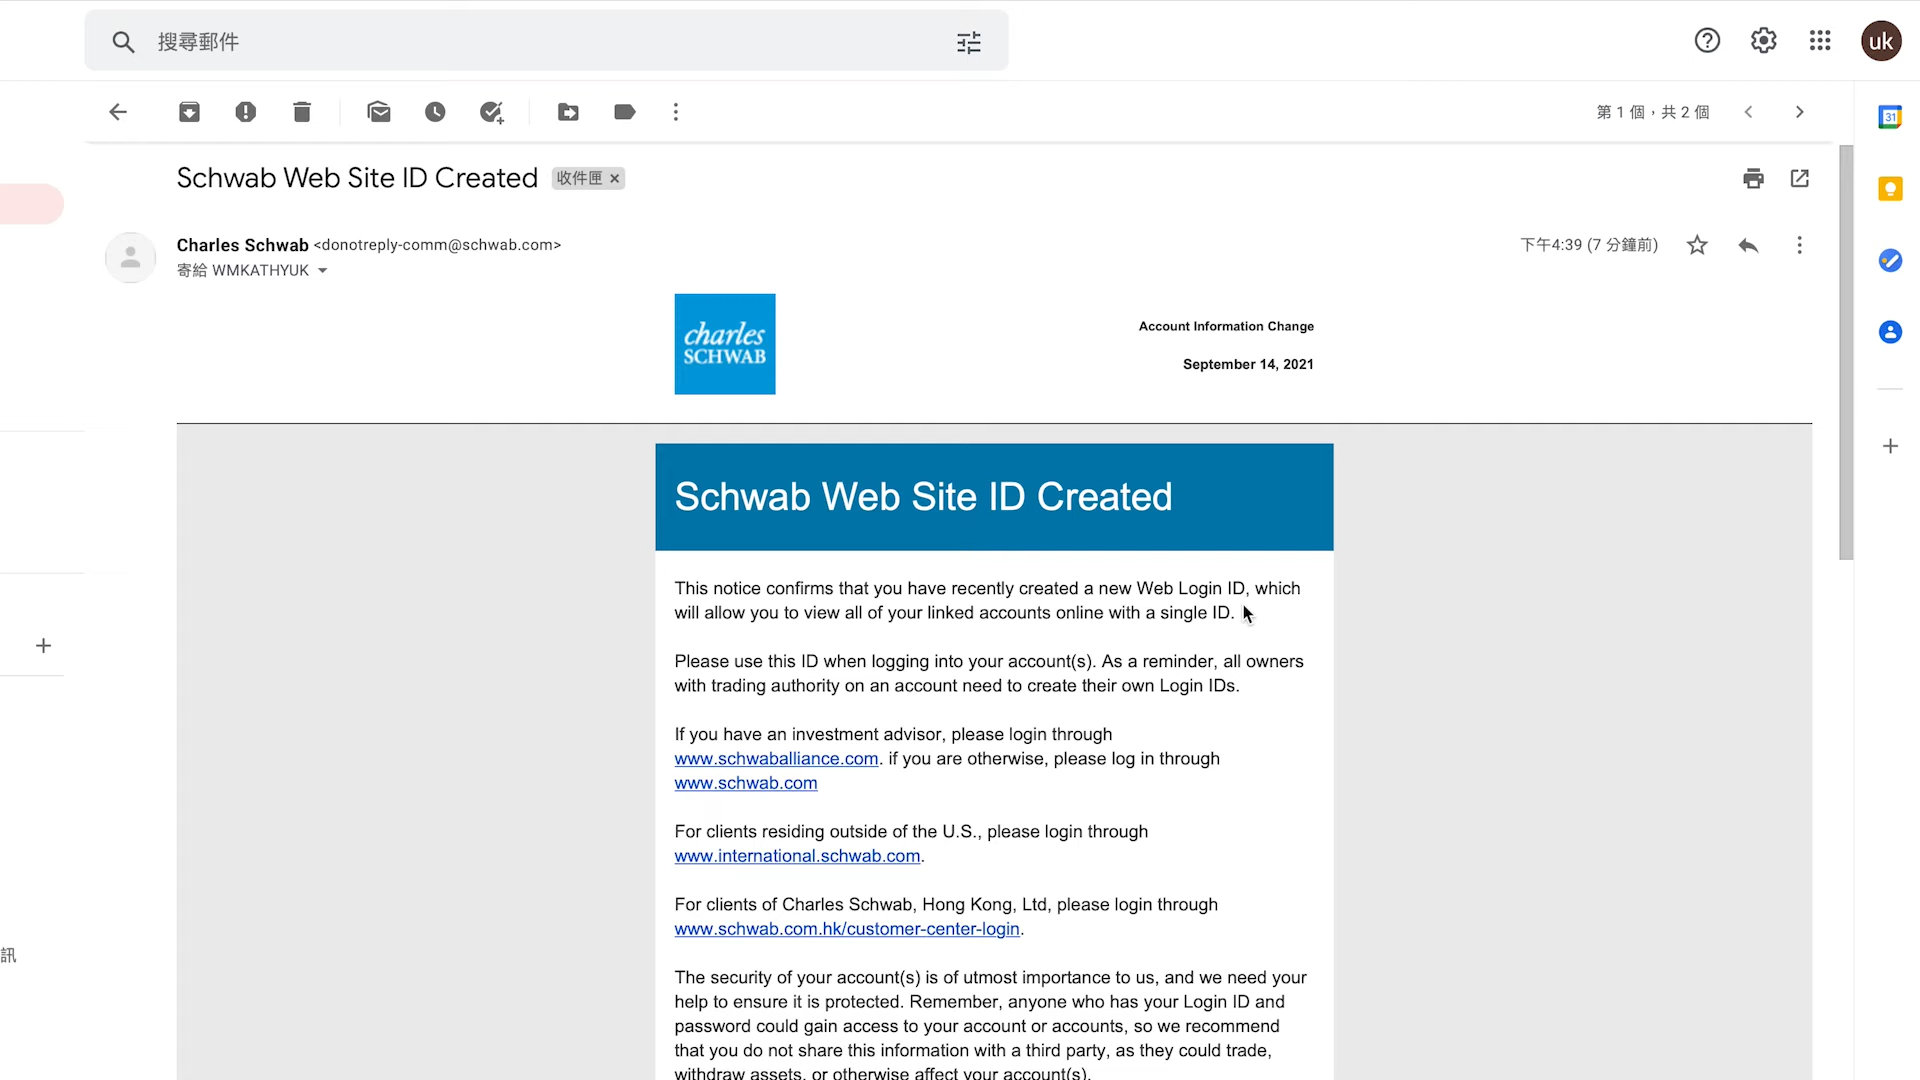 搜尋郵件
uk
第 1 個，共 2 個
31
Schwab Web Site ID Created 收件匣
Charles Schwab <donotreply-comm@schwab.com>
下午4:39 (7 分鐘前)
寄給 WMKATHYUK
charles
SCHWAB
Account Information Change
September 14, 2021
Schwab Web Site ID Created
This notice confirms that you have recently created a new Web Login ID, which
will allow you to view all of your linked accounts online with a single ID.
Please use this ID when logging into your account(s). As a reminder, all owners
with trading authority on an account need to create their own Login IDs.
If you have an investment advisor, please login through
www.schwaballiance.com. if you are otherwise, please log in through
www.schwab.com
For clients residing outside of the U.S., please login through
www.international.schwab.com.
For clients of Charles Schwab, Hong Kong, Ltd, please login through
www.schwab.com.hk/customer-center-login.
訊
The security of your account(s) is of utmost importance to us, and we need your
help to ensure it is protected. Remember, anyone who has your Login ID and
password could gain access to your account or accounts, so we recommend
that you do not share this information with a third party, as they could trade,
withdraw assets, or otherwise affect your account(s).